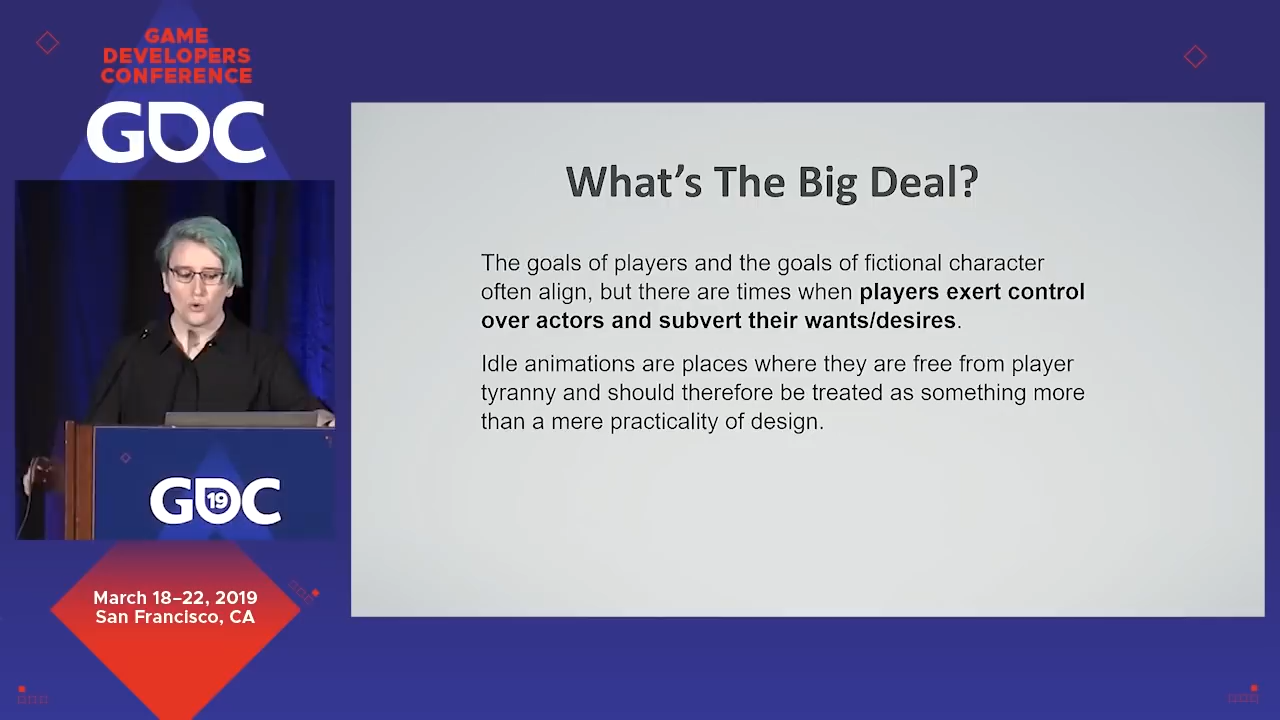 GAME
DEVELOPERS
CONFERENCE
GDC
What's The Big Deal?
The goals of players and the goals of fictional character
often align, but there are times when players exert control
over actors and subvert their wants/desires.
Idle animations are places where they are free from player
tyranny and should therefore be treated as something more
than a mere practicality of design.
GDC
19
March 18–22, 2019
San Francisco, CA